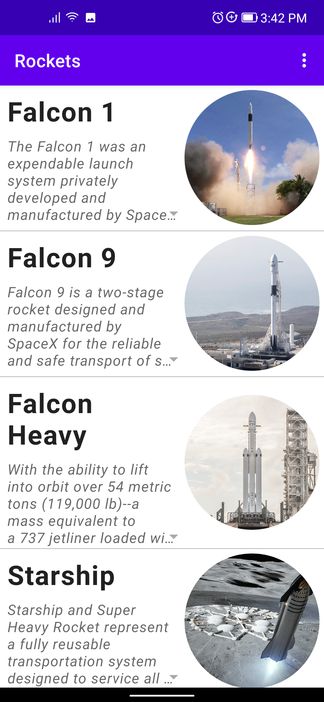 3:42 PM
Rockets
Falcon 1
The Falcon 1 was an
expendable launch
system privately
developed and
manufactured by Space…
Falcon 9
Falcon 9 is a two-stage
rocket designed and
manufactured by
SpaceX for the reliable
and safe transport of s…
Falcon
Heavy
With the ability to lift
into orbit over 54 metric
tons (119,000 lb)--a
mass equivalent to
a 737 jetliner loaded wi…
Starship
Starship and Super
Heavy Rocket represent
a fully reusable
transportation system
designed to service all …